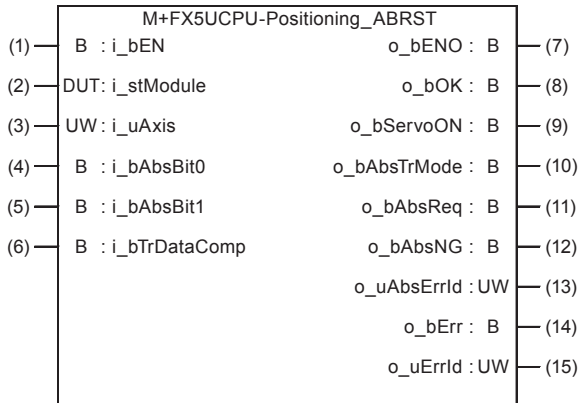 M+FX5UCPU-Positioning_ABRST
(1) B : i_bEN o_bENO : B (7)
(2) DUT: i_stModule o_bOK : B (8)
(3) UW : i_uAxis o_bServoON : B (9)
(4) B : i_bAbsBit0 o_bAbsTrMode : B (10)
(5) B : i_bAbsBit1 o_bAbsReq : B (11)
(6) B : i_bTrDataComp o_bAbsNG : B (12)
o_uAbsErrId : UW (13)
o_bErr : B (14)
o_uErrId : UW (15)